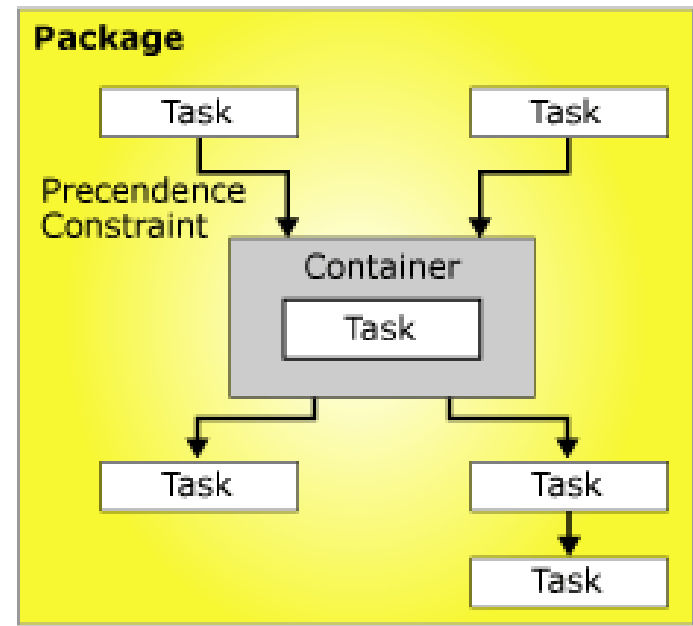 Package
Task
Task
Precendence
Constraint
Container
Task
Task
Task
Task